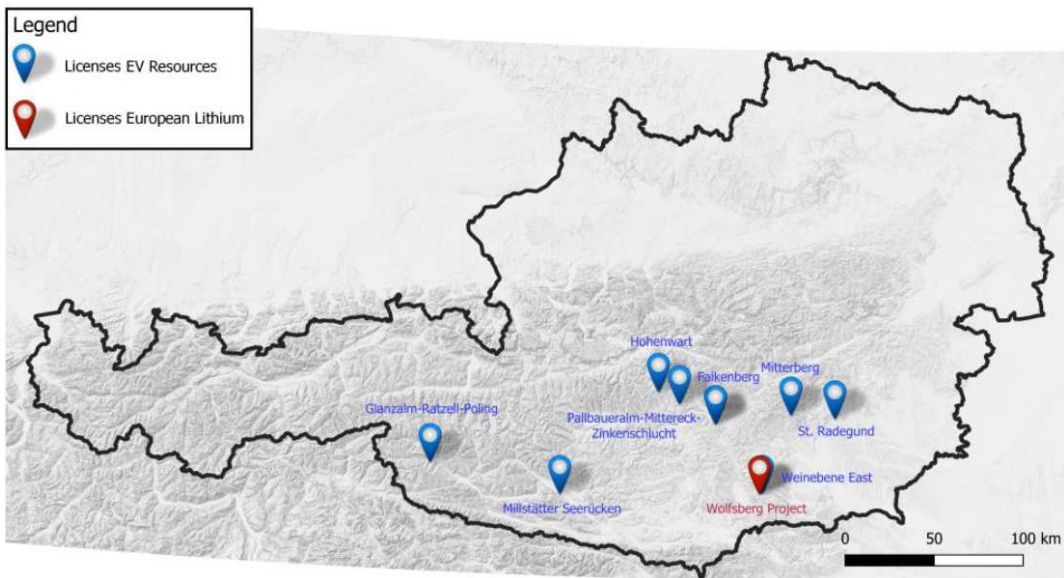 Legend
Licenses EV Resources
Licenses European Lithium
Hohenwart
Falkenberg
Mitterberg
Glanzalm-Ratzell-Poling
Pallbaueralm-Mittereck-
Zinkenschlucht
St. Radegund
Weinebene East
Millstätter Seerücken
Wolfsberg Project
0 50 100 km